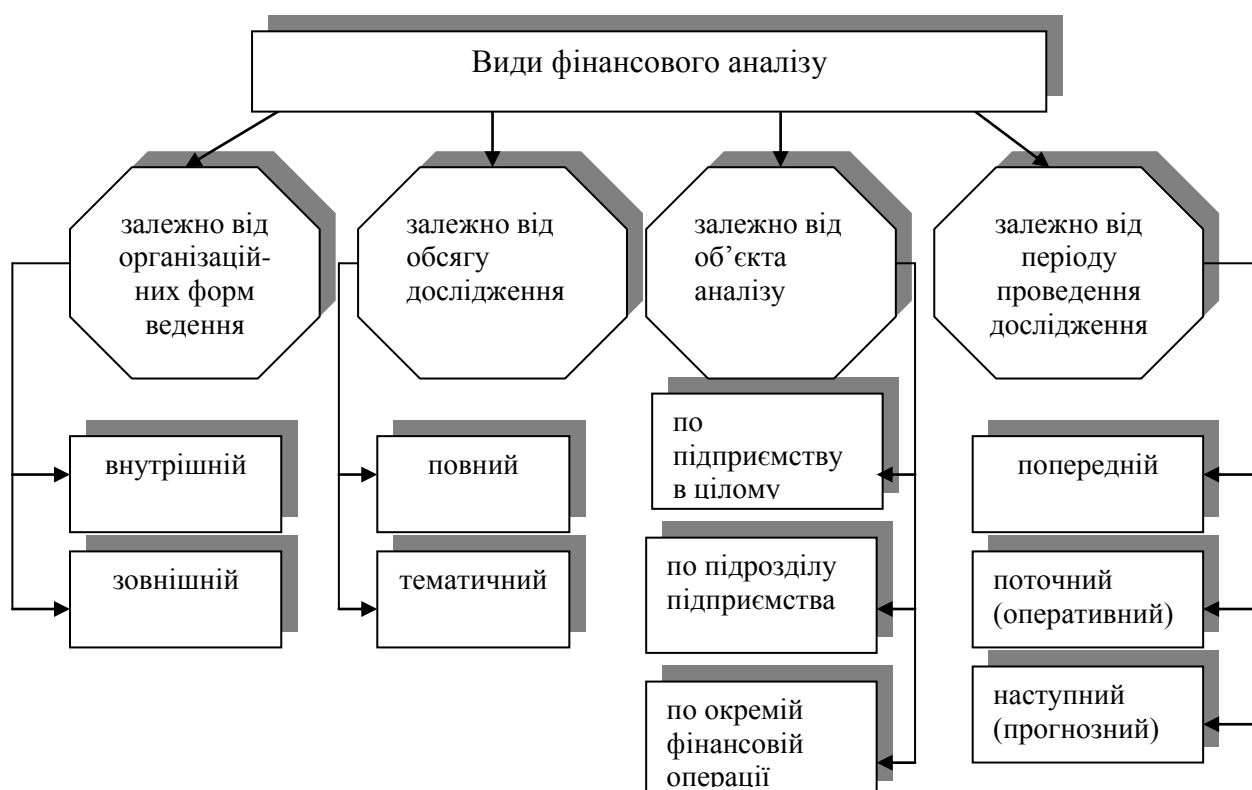 Види фінансового аналізу
залежно від
організацій-
них форм
ведення
залежно від
обсягу
дослідження
залежно від
об’єкта
аналізу
залежно від
періоду
проведення
дослідження
внутрішній
зовнішній
повний
тематичний
по
підприємству
в цілому
по підрозділу
підприємства
по окремій
фінансовій
операції
попередній
поточний
(оперативний)
наступний
(прогнозний)